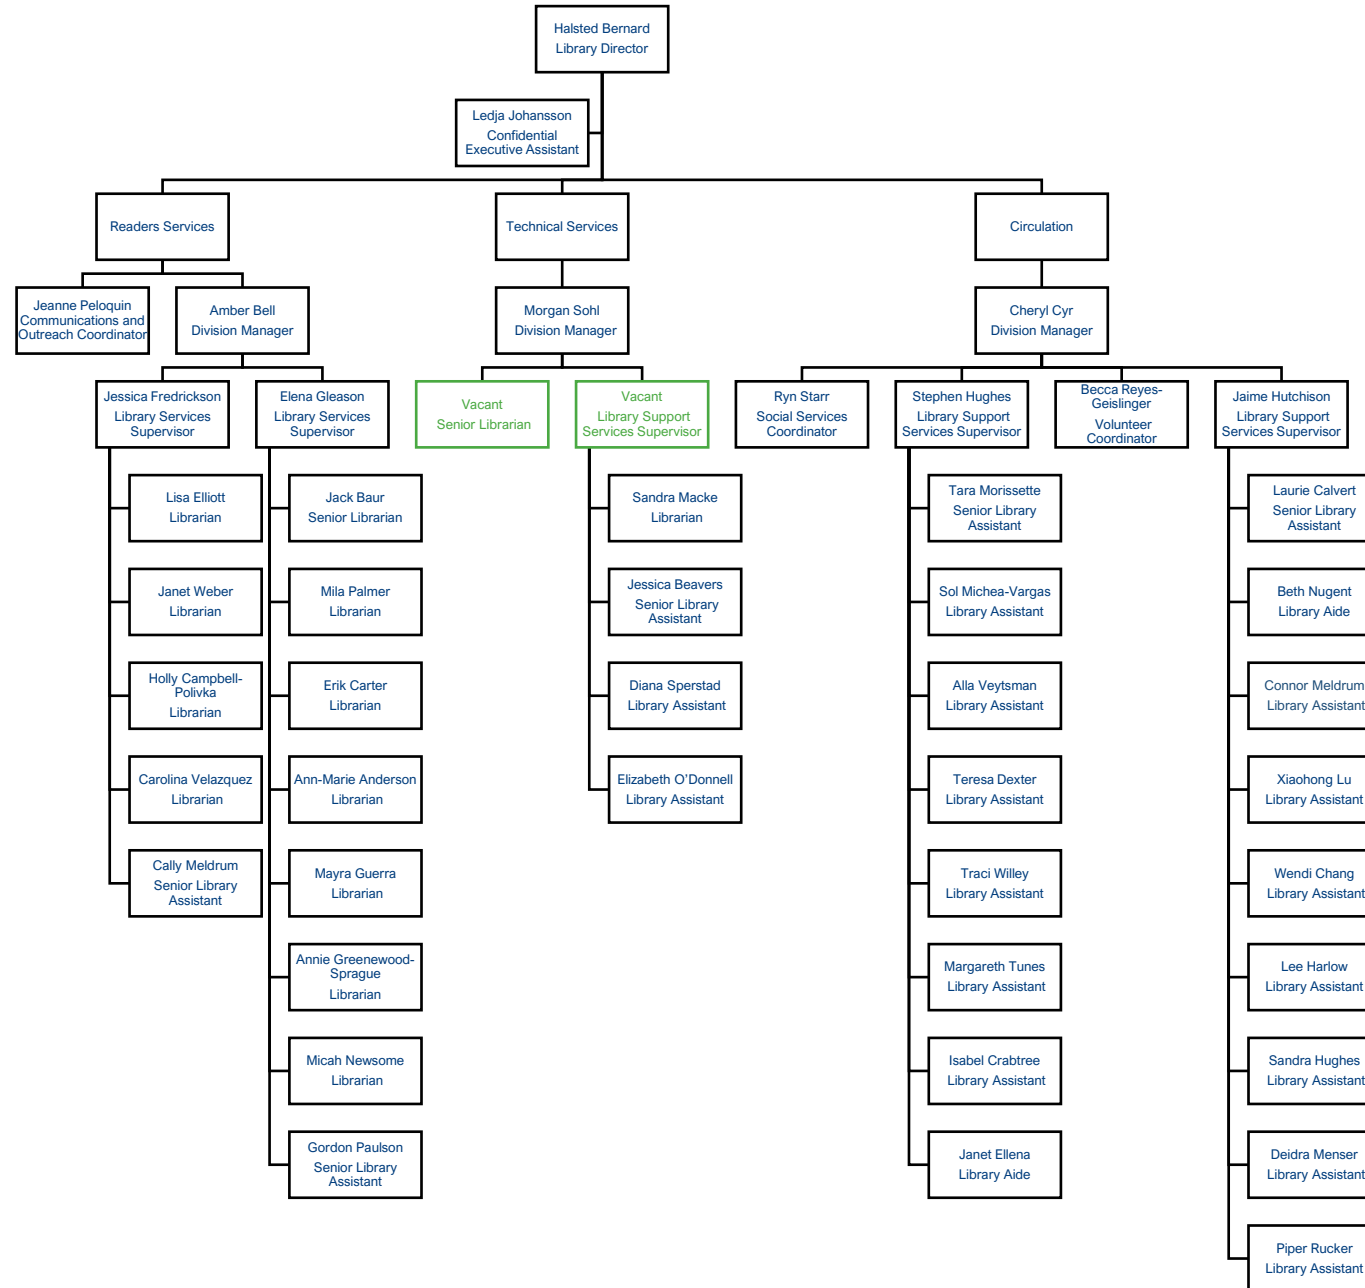 Halsted Bernard
Library Director
Ledja Johansson
Confidential
Executive Assistant
Readers Services
Technical Services
Circulation
Jeanne Peloquin
Communications and
Outreach Coordinator
Amber Bell
Division Manager
Morgan Sohl
Division Manager
Cheryl Cyr
Division Manager
Jessica Fredrickson
Library Services
Supervisor
Elena Gleason
Library Services
Supervisor
Vacant
Senior Librarian
Vacant
Library Support
Services Supervisor
Ryn Starr
Social Services
Coordinator
Stephen Hughes
Library Support
Services Supervisor
Becca Reyes-
Geislinger
Volunteer
Coordinator
Jaime Hutchison
Library Support
Services Supervisor
Lisa Elliott
Librarian
Jack Baur
Senior Librarian
Sandra Macke
Librarian
Tara Morissette
Senior Library
Assistant
Laurie Calvert
Senior Library
Assistant
Janet Weber
Librarian
Mila Palmer
Librarian
Jessica Beavers
Senior Library
Assistant
Sol Michea-Vargas
Library Assistant
Beth Nugent
Library Aide
Holly Campbell-
Polivka
Librarian
Erik Carter
Librarian
Diana Sperstad
Library Assistant
Alla Veytsman
Library Assistant
Connor Meldrum
Library Assistant
Carolina Velazquez
Librarian
Ann-Marie Anderson
Librarian
Elizabeth O’Donnell
Library Assistant
Teresa Dexter
Library Assistant
Xiaohong Lu
Library Assistant
Cally Meldrum
Senior Library
Assistant
Mayra Guerra
Librarian
Traci Willey
Library Assistant
Wendi Chang
Library Assistant
Annie Greenewood-
Sprague
Librarian
Margareth Tunes
Library Assistant
Lee Harlow
Library Assistant
Micah Newsome
Librarian
Isabel Crabtree
Library Assistant
Sandra Hughes
Library Assistant
Gordon Paulson
Senior Library
Assistant
Janet Ellena
Library Aide
Deidra Menser
Library Assistant
Piper Rucker
Library Assistant